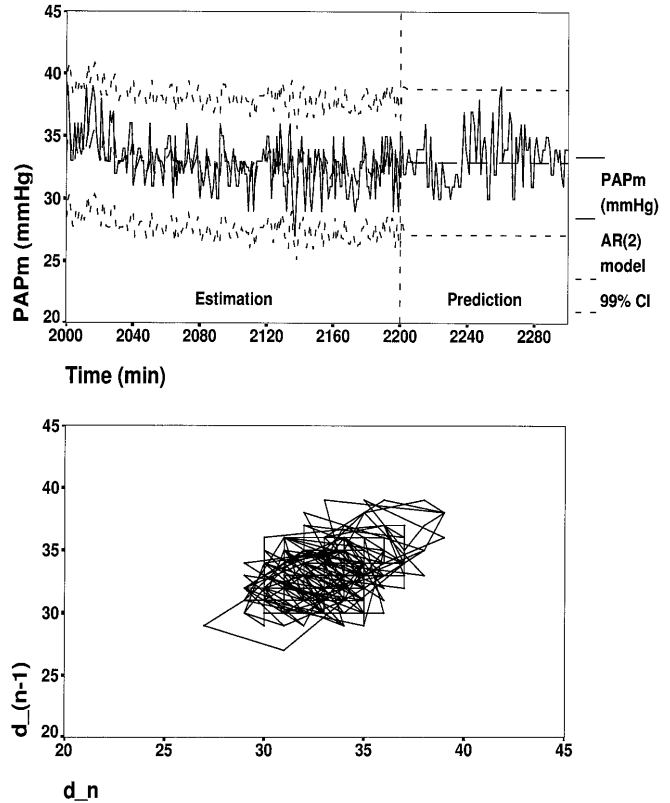 45
40
35
30
25
20
PAPm (mmHg)
Estimation
Prediction
2000
2040
2080
2120
2160
2200
2240
2280
Time (min)
PAPm
(mmHg)
AR(2)
model
99% CI
45
40
35
30
25
20
d_(n-1)
20
25
30
35
40
45
d_n